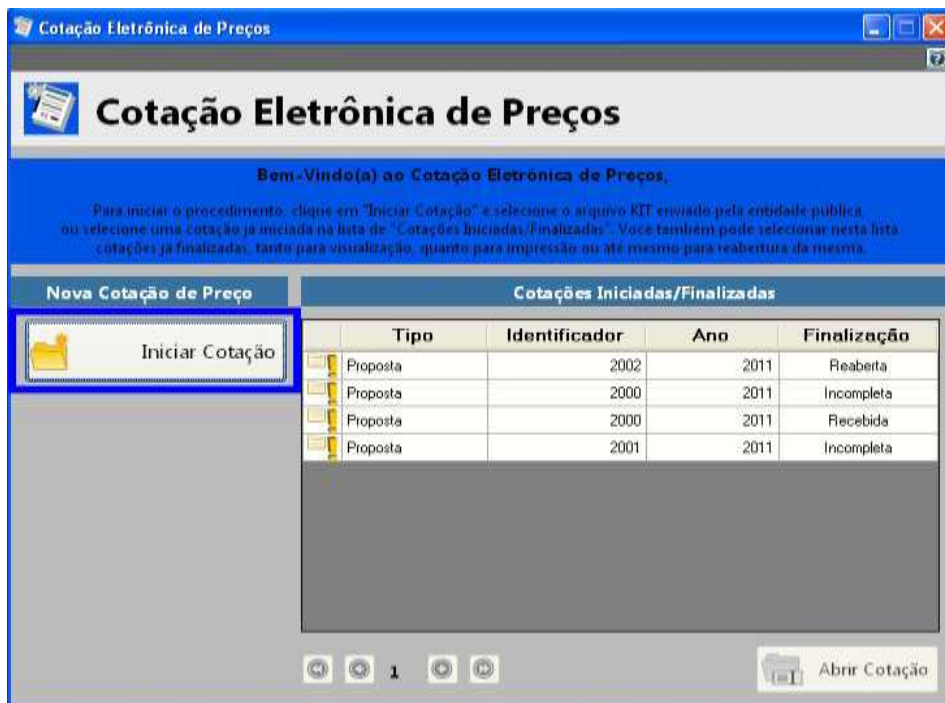 Cotação Eletrônica de Preços
Cotação Eletrônica de Preços
Bem-Vindo(a) ao Cotação Eletrônica de Preços,
Para iniciar o procedimento, clique em "Iniciar Cotação" e selecione o arquivo KIT enviado pela entidade pública,
ou selecione uma cotação já iniciada na lista de "Cotações Iniciadas/Finalizadas". Você também pode selecionar nesta lista
cotações já finalizadas, tanto para visualização, quanto para impressão ou até mesmo para reabertura da mesma.
Nova Cotação de Preço
Cotações Iniciadas/Finalizadas
Iniciar Cotação
Tipo Identificador Ano Finalização
Proposta 2002 2011 Reaberta
Proposta 2000 2011 Incompleta
Proposta 2000 2011 Recebida
Proposta 2001 2011 Incompleta
1
Abrir Cotação